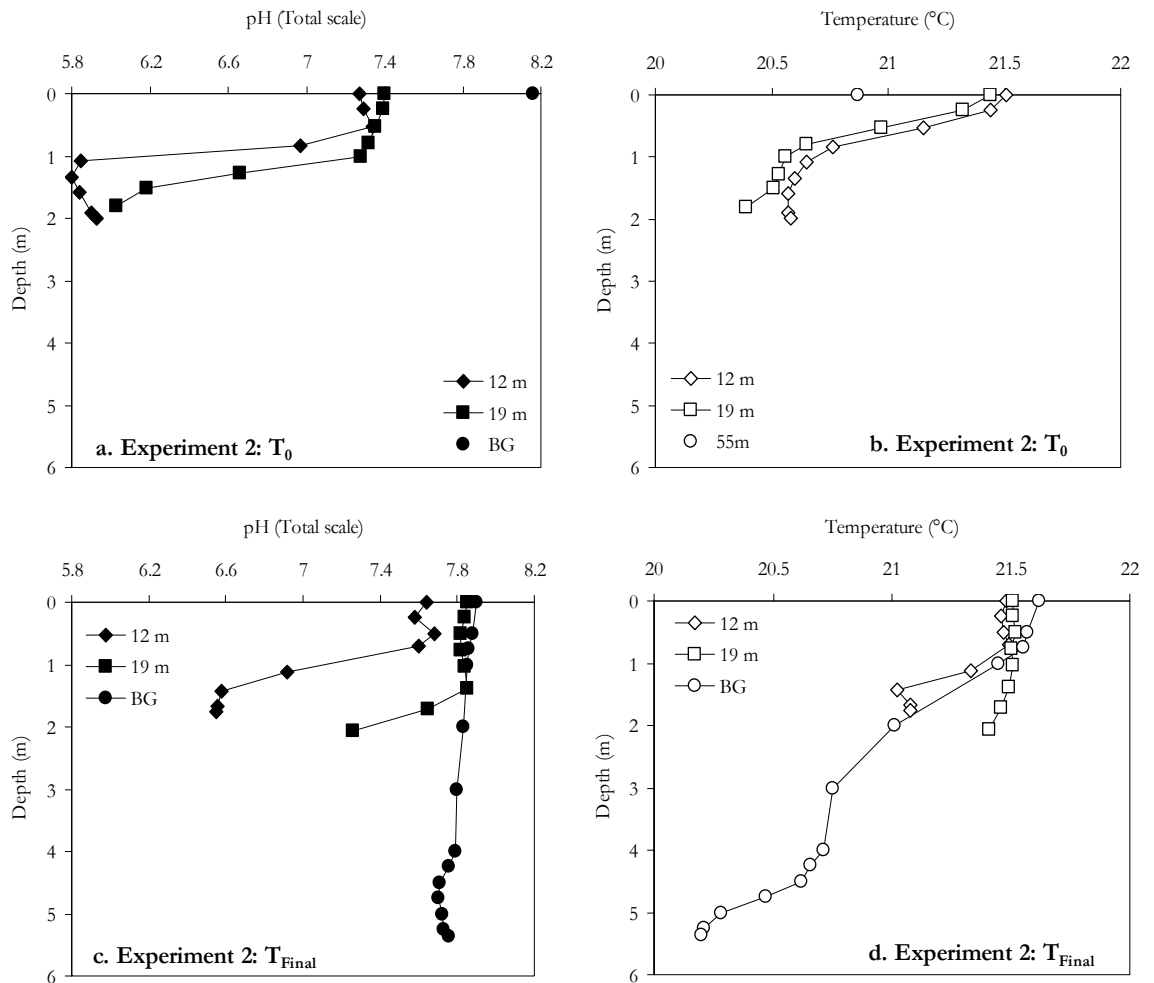 pH (Total scale)
5.8 6.2 6.6 7 7.4 7.8 8.2
0
1
2
3
4
5
6
Depth (m)
12 m
19 m
BG
a. Experiment 2: T0
Temperature (°C)
20 20.5 21 21.5 22
0
1
2
3
4
5
6
Depth (m)
12 m
19 m
55m
b. Experiment 2: T0
pH (Total scale)
5.8 6.2 6.6 7 7.4 7.8 8.2
0
1
2
3
4
5
6
Depth (m)
12 m
19 m
BG
c. Experiment 2: TFinal
Temperature (°C)
20 20.5 21 21.5 22
0
1
2
3
4
5
6
Depth (m)
12 m
19 m
BG
d. Experiment 2: TFinal